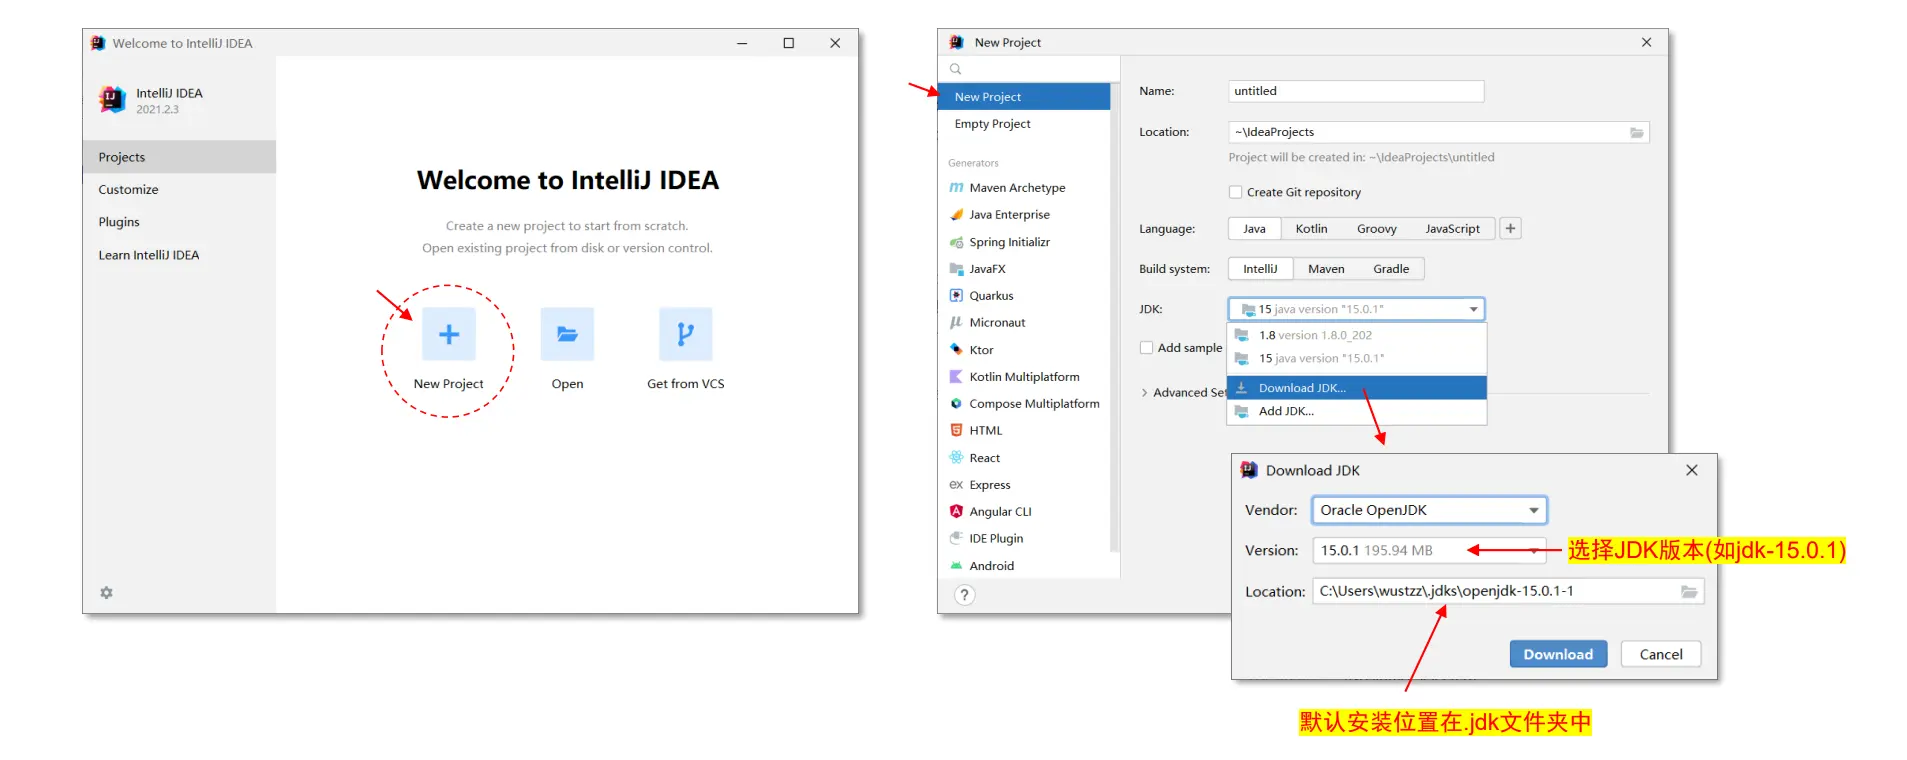 Welcome to IntelliJ IDEA
IntelliJ IDEA
2021.2.3
Projects
Customize
Plugins
Learn IntelliJ IDEA
Welcome to IntelliJ IDEA
Create a new project to start from scratch.
Open existing project from disk or version control.
New Project
Open
Get from VCS
New Project
New Project
Empty Project
Generators
Maven Archetype
Java Enterprise
Spring Initializr
JavaFX
Quarkus
Micronaut
Ktor
Kotlin Multiplatform
Compose Multiplatform
HTML
React
ex Express
Angular CLI
IDE Plugin
Android
?
Name: untitled
Location: ~\IdeaProjects
Project will be created in: ~\IdeaProjects\untitled
Create Git repository
Language: Java Kotlin Groovy JavaScript +
Build system: IntelliJ Maven Gradle
JDK: 15 java version "15.0.1"
1.8 version 1.8.0_202
Add sample
15 java version "15.0.1"
Download JDK...
Advanced Set
Add JDK...
Download JDK
Vendor: Oracle OpenJDK
Version: 15.0.1 195.94 MB
选择JDK版本(如jdk-15.0.1)
Location: C:\Users\wustzz\.jdks\openjdk-15.0.1-1
Download Cancel
默认安装位置在.jdk文件夹中